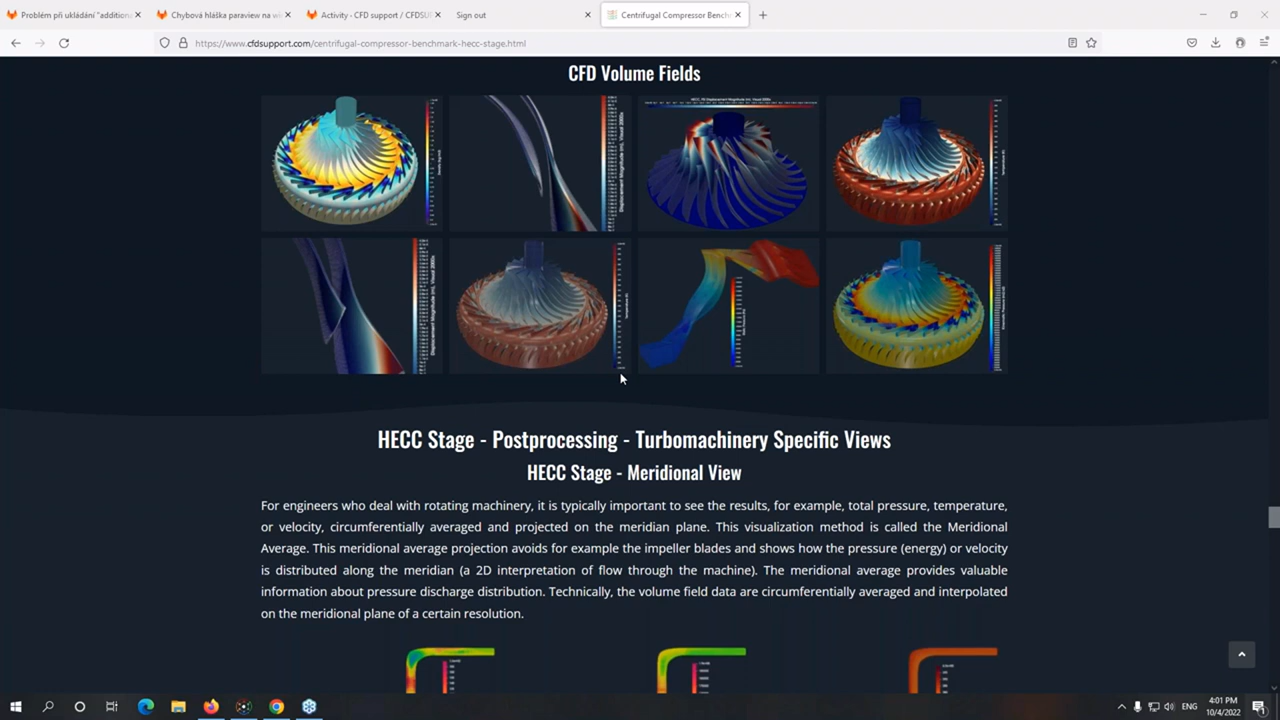 Problém při ukládání "additiona
Chybová hláška paraview na wi
Activity - CFD support / CFDSU
Sign out
Centrifugal Compressor Bench
https://www.cfdsupport.com/centrifugal-compressor-benchmark-hecc-stage.html
CFD Volume Fields
HECC Stage - Postprocessing - Turbomachinery Specific Views
HECC Stage - Meridional View
For engineers who deal with rotating machinery, it is typically important to see the results, for example, total pressure, temperature,
or velocity, circumferentially averaged and projected on the meridian plane. This visualization method is called the Meridional
Average. This meridional average projection avoids for example the impeller blades and shows how the pressure (energy) or velocity
is distributed along the meridian (a 2D interpretation of flow through the machine). The meridional average provides valuable
information about pressure discharge distribution. Technically, the volume field data are circumferentially averaged and interpolated
on the meridional plane of a certain resolution.
ENG
4:01 PM
10/4/2022